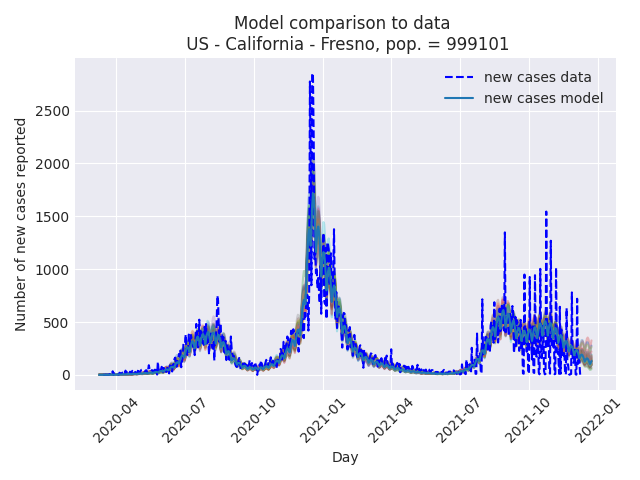 Model comparison to data
US - California - Fresno, pop. = 999101
new cases data
new cases model
Number of new cases reported
2500
2000
1500
1000
500
0
2020-04
2020-07
2020-10
2021-01
2021-04
2021-07
2021-10
2022-01
Day